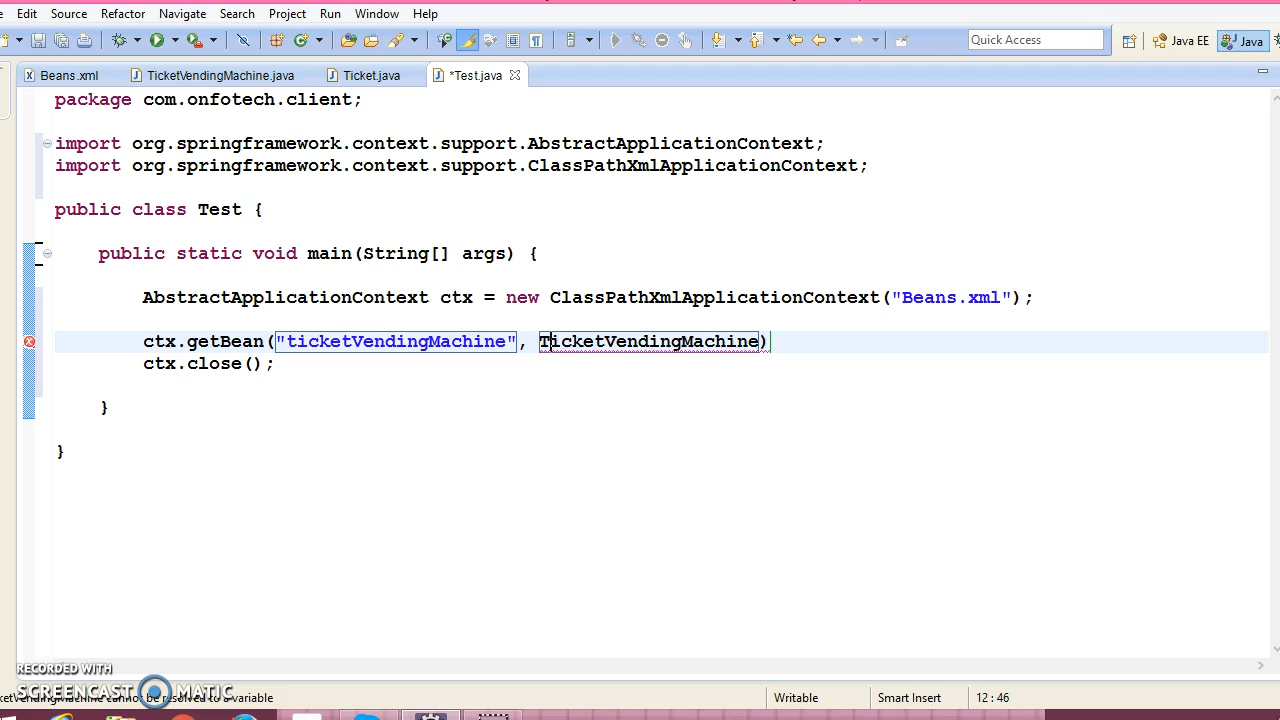 Edit Source Refactor Navigate Search Project Run Window Help
Quick Access Java EE Java
Beans.xml TicketVendingMachine.java Ticket.java *Test.java
package com.onfotech.client;
import org.springframework.context.support.AbstractApplicationContext;
import org.springframework.context.support.ClassPathXmlApplicationContext;
public class Test {
public static void main(String[] args) {
AbstractApplicationContext ctx = new ClassPathXmlApplicationContext("Beans.xml");
ctx.getBean("ticketVendingMachine", TicketVendingMachine)
ctx.close();
}
}
RECORDED WITH
SCREENCAST MATIC
be resolved to a variable Writable Smart Insert 12 : 46